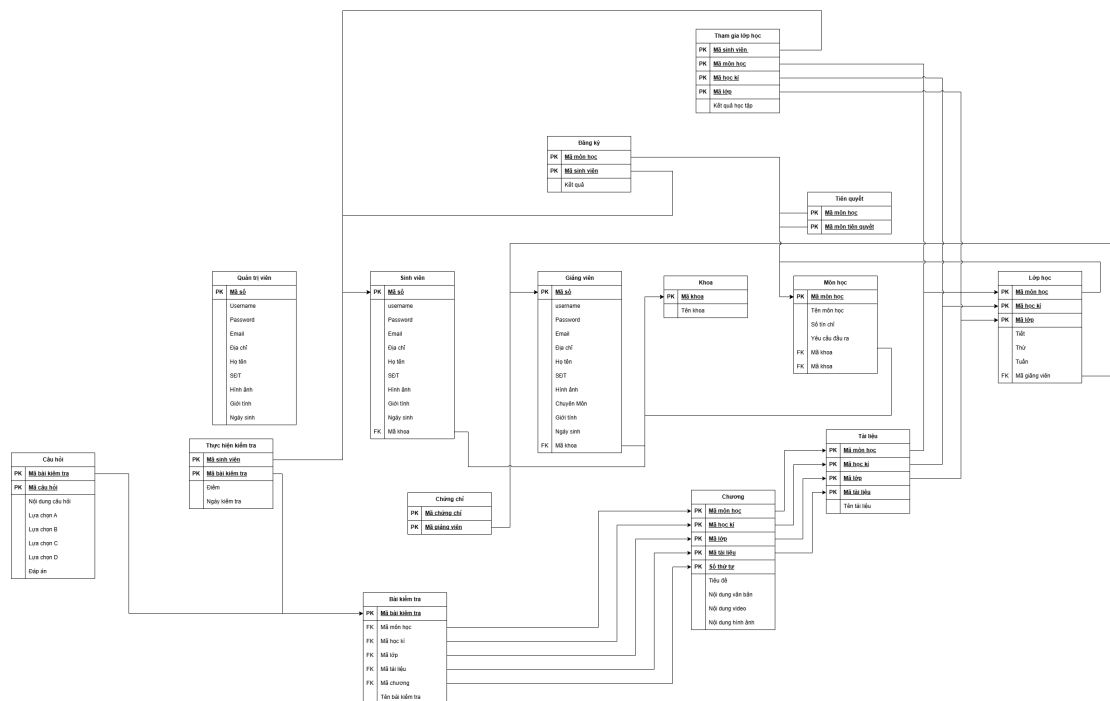 Tham gia lớp học
PK Mã sinh viên
PK Mã môn học
PK Mã học kì
PK Mã lớp
Kết quả học tập
Đăng ký
PK Mã môn học
PK Mã sinh viên
Kết quả
Tiên quyết
PK Mã môn học
PK Mã môn tiên quyết
Quản trị viên
PK Mã số
Username
Password
Email
Địa chỉ
Họ tên
SĐT
Hình ảnh
Giới tính
Ngày sinh
Sinh viên
PK Mã số
username
Password
Email
Địa chỉ
Họ tên
SĐT
Hình ảnh
Giới tính
Ngày sinh
FK Mã khoa
Giảng viên
PK Mã số
username
Password
Email
Địa chỉ
Họ tên
SĐT
Hình ảnh
Chuyên Môn
Giới tính
Ngày sinh
FK Mã khoa
Khoa
PK Mã khoa
Tên khoa
Môn học
PK Mã môn học
Tên môn học
Số tín chỉ
Yêu cầu đầu ra
FK Mã khoa
FK Mã khoa
Lớp học
PK Mã môn học
PK Mã học kì
PK Mã lớp
Tiết
Thứ
Tuần
FK Mã giảng viên
Thực hiện kiểm tra
PK Mã sinh viên
PK Mã bài kiểm tra
Điểm
Ngày kiểm tra
Câu hỏi
PK Mã bài kiểm tra
PK Mã câu hỏi
Nội dung câu hỏi
Lựa chọn A
Lựa chọn B
Lựa chọn C
Lựa chọn D
Đáp án
Chứng chỉ
PK Mã chứng chỉ
PK Mã giảng viên
Tài liệu
PK Mã môn học
PK Mã học kì
PK Mã lớp
PK Mã tài liệu
Tên tài liệu
Chương
PK Mã môn học
PK Mã học kì
PK Mã lớp
PK Mã tài liệu
PK Số thứ tự
Tiêu đề
Nội dung văn bản
Nội dung video
Nội dung hình ảnh
Bài kiểm tra
PK Mã bài kiểm tra
FK Mã môn học
FK Mã học kì
FK Mã lớp
FK Mã tài liệu
FK Mã chương
Tên bài kiểm tra